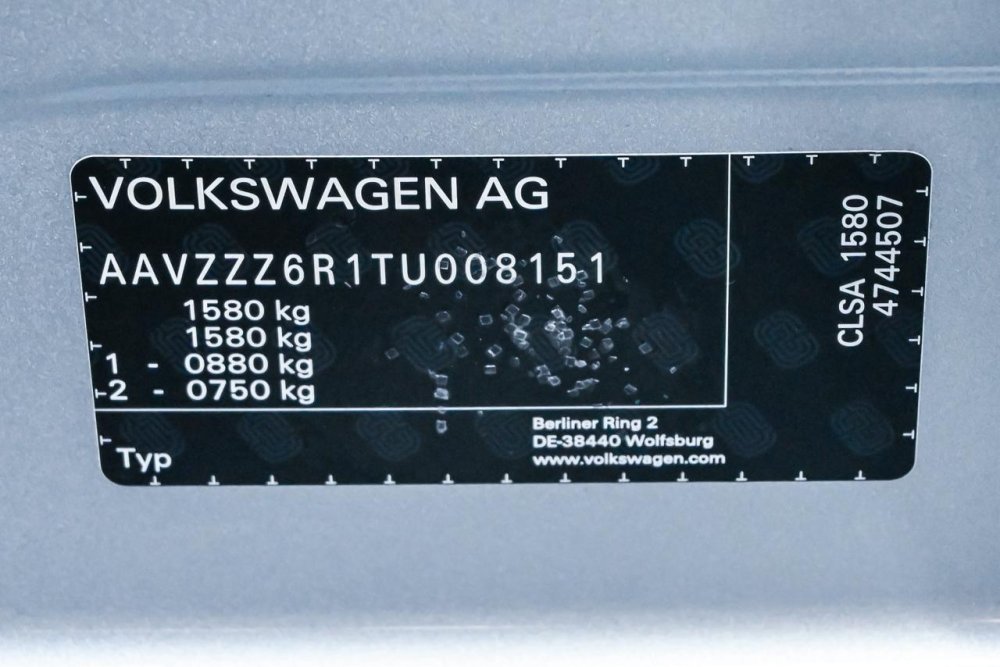 VOLKSWAGEN AG
AAVZZZ6R1TU008151
1580 kg
1580 kg
1 - 0880 kg
2 - 0750 kg
Typ
Berliner Ring 2
DE-38440 Wolfsburg
www.volkswagen.com
CLSA 1580
4744507